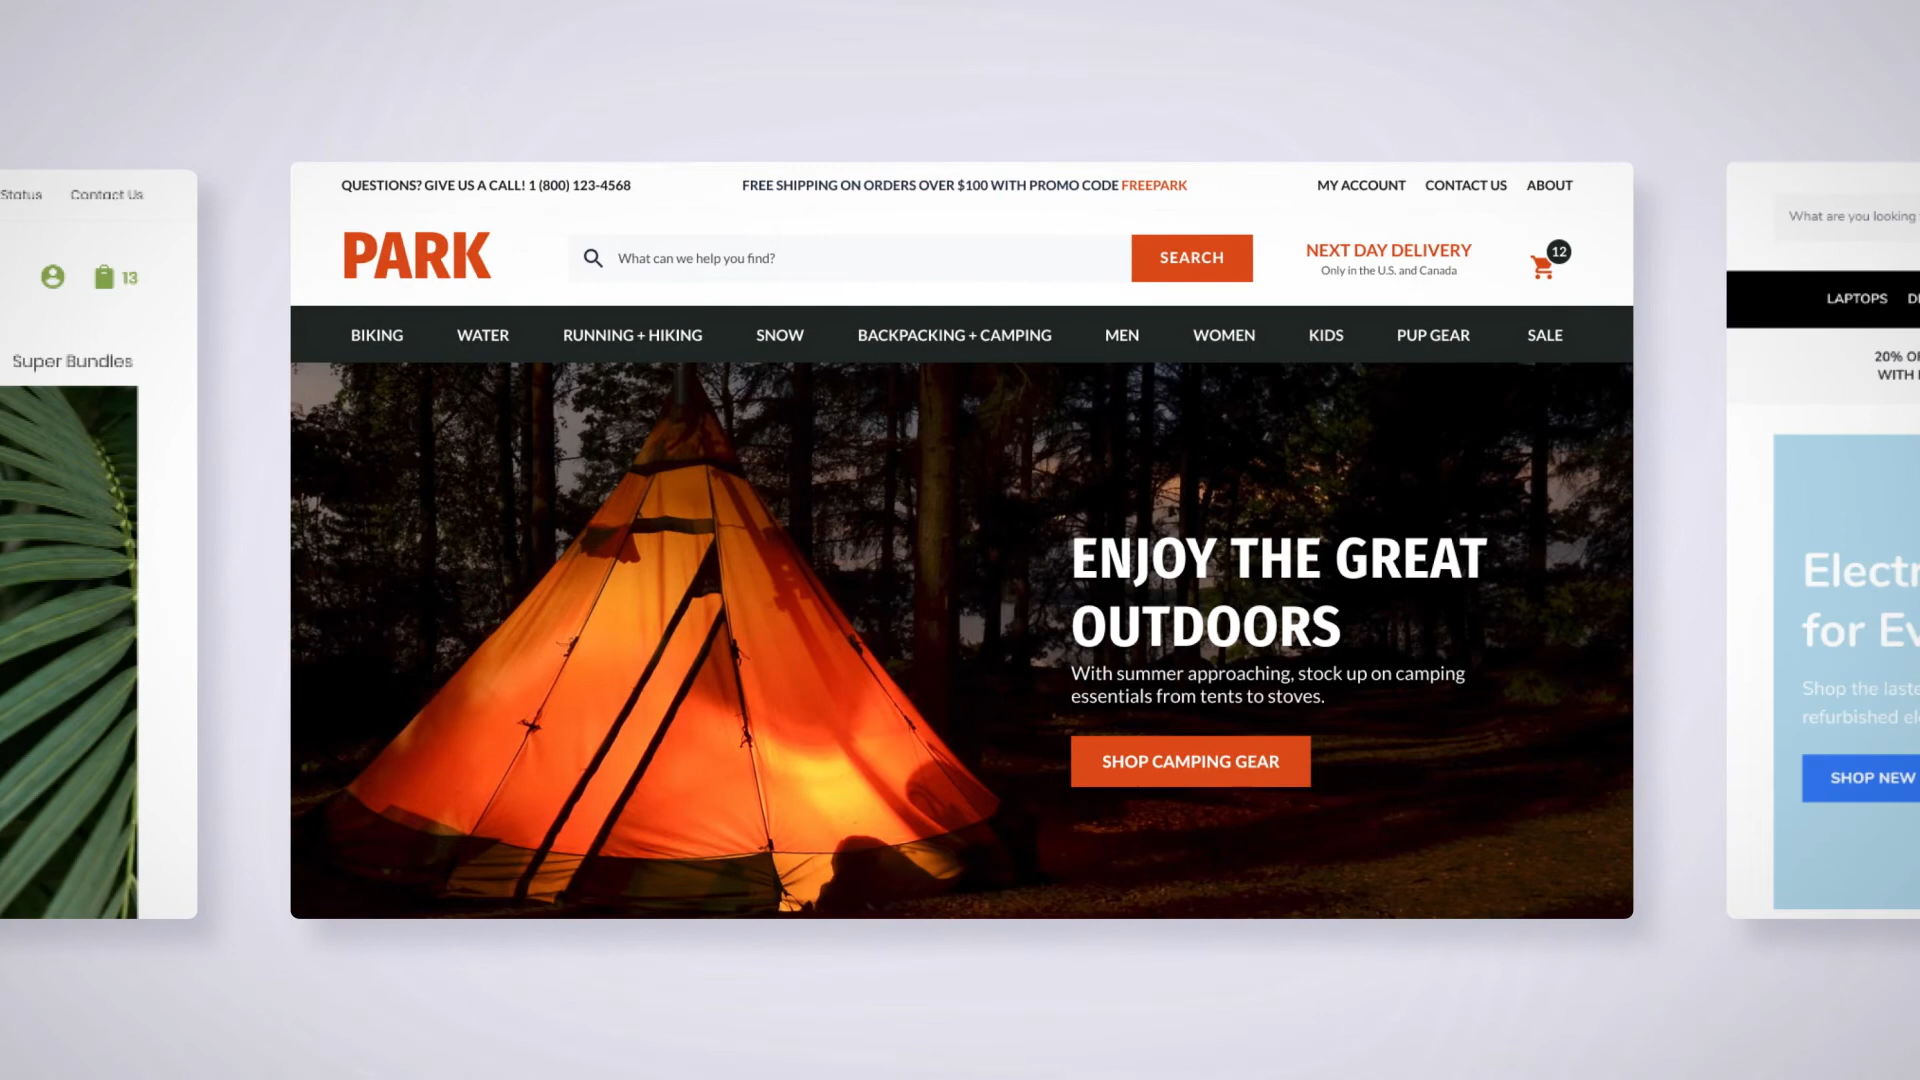 Status Contact Us
13
Super Bundles
QUESTIONS? GIVE US A CALL! 1 (800) 123-4568
FREE SHIPPING ON ORDERS OVER $100 WITH PROMO CODE FREEPARK
MY ACCOUNT CONTACT US ABOUT
PARK
What can we help you find?
SEARCH
NEXT DAY DELIVERY
Only in the U.S. and Canada
12
BIKING WATER RUNNING + HIKING SNOW BACKPACKING + CAMPING MEN WOMEN KIDS PUP GEAR SALE
ENJOY THE GREAT
OUTDOORS
With summer approaching, stock up on camping
essentials from tents to stoves.
SHOP CAMPING GEAR
What are you looking
LAPTOPS
20%
WITH
for
Shop the
refurbished
SHOP NEW